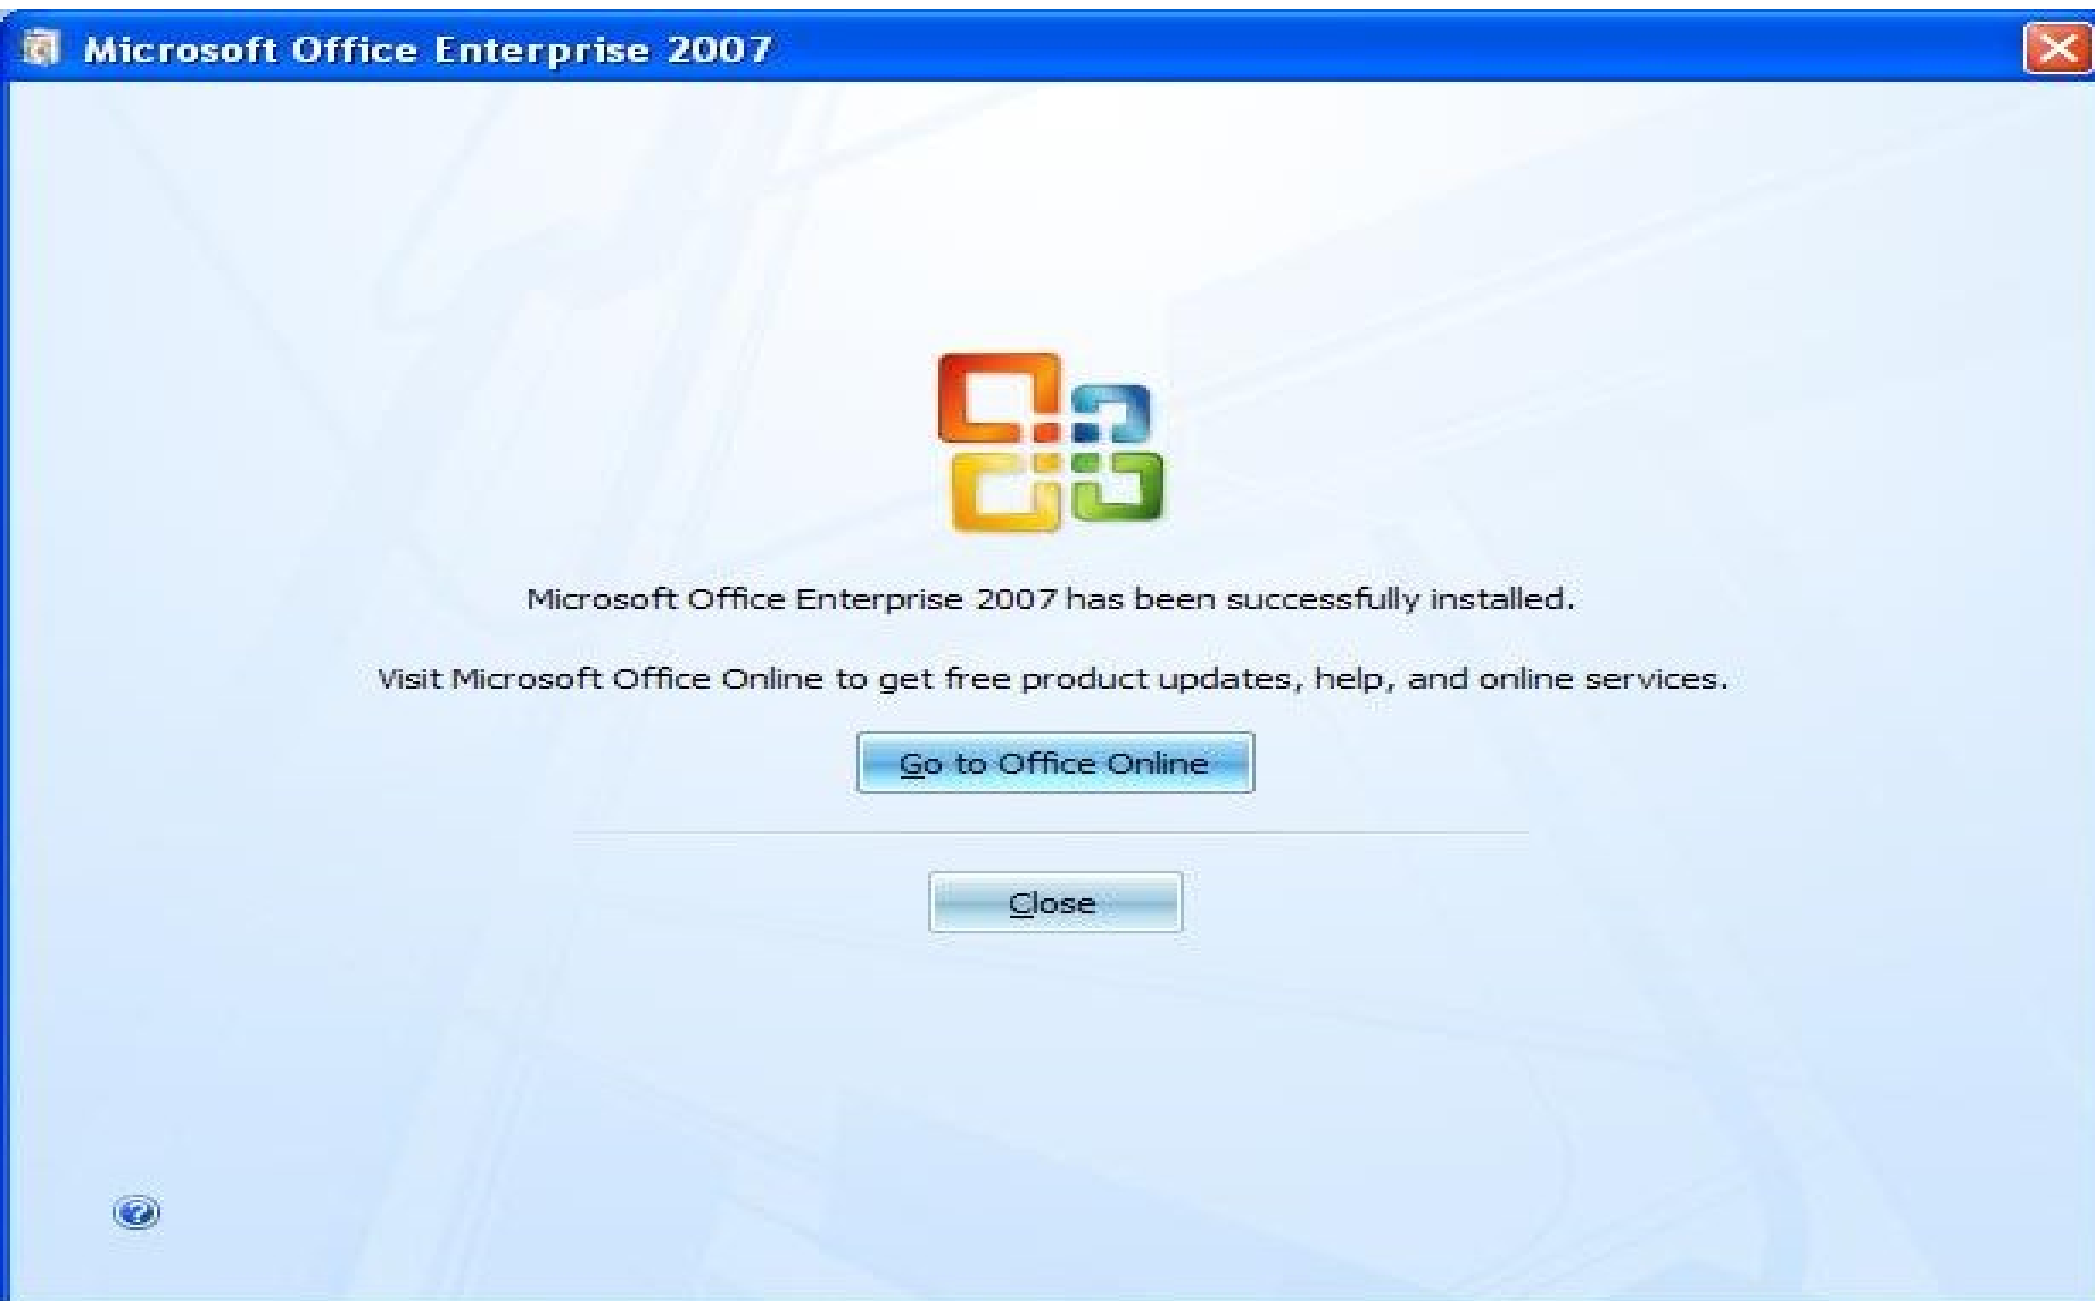 Microsoft Office Enterprise 2007
Microsoft Office Enterprise 2007 has been successfully installed.
Visit Microsoft Office Online to get free product updates, help, and online services.
Go to Office Online
Close